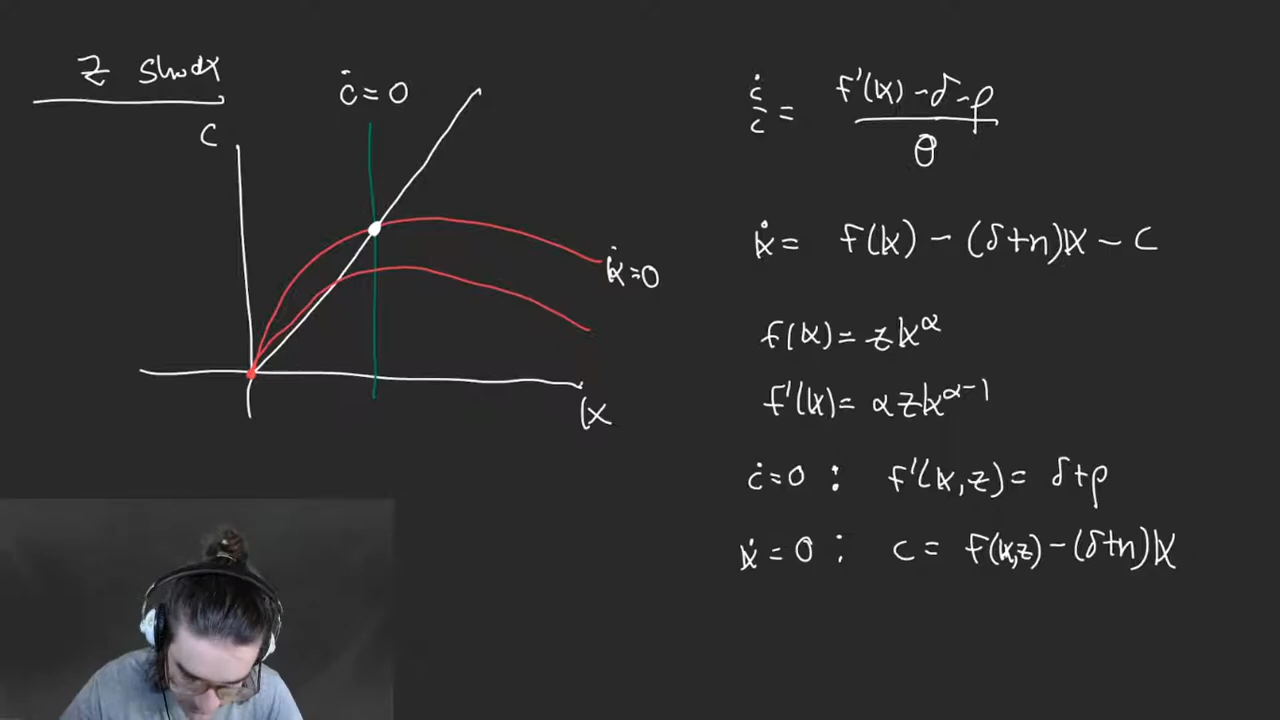 z shock
ċ = 0
c
k̇ = 0
k
ċ/c = (f'(k) - δ - ρ)/θ
k̇ = f(k) - (δ+n)k - c
f(k) = zk^α
f'(k) = αzk^(α-1)
ċ = 0 : f'(k,z) = δ+ρ
k̇ = 0 : c = f(k,z) - (δ+n)k